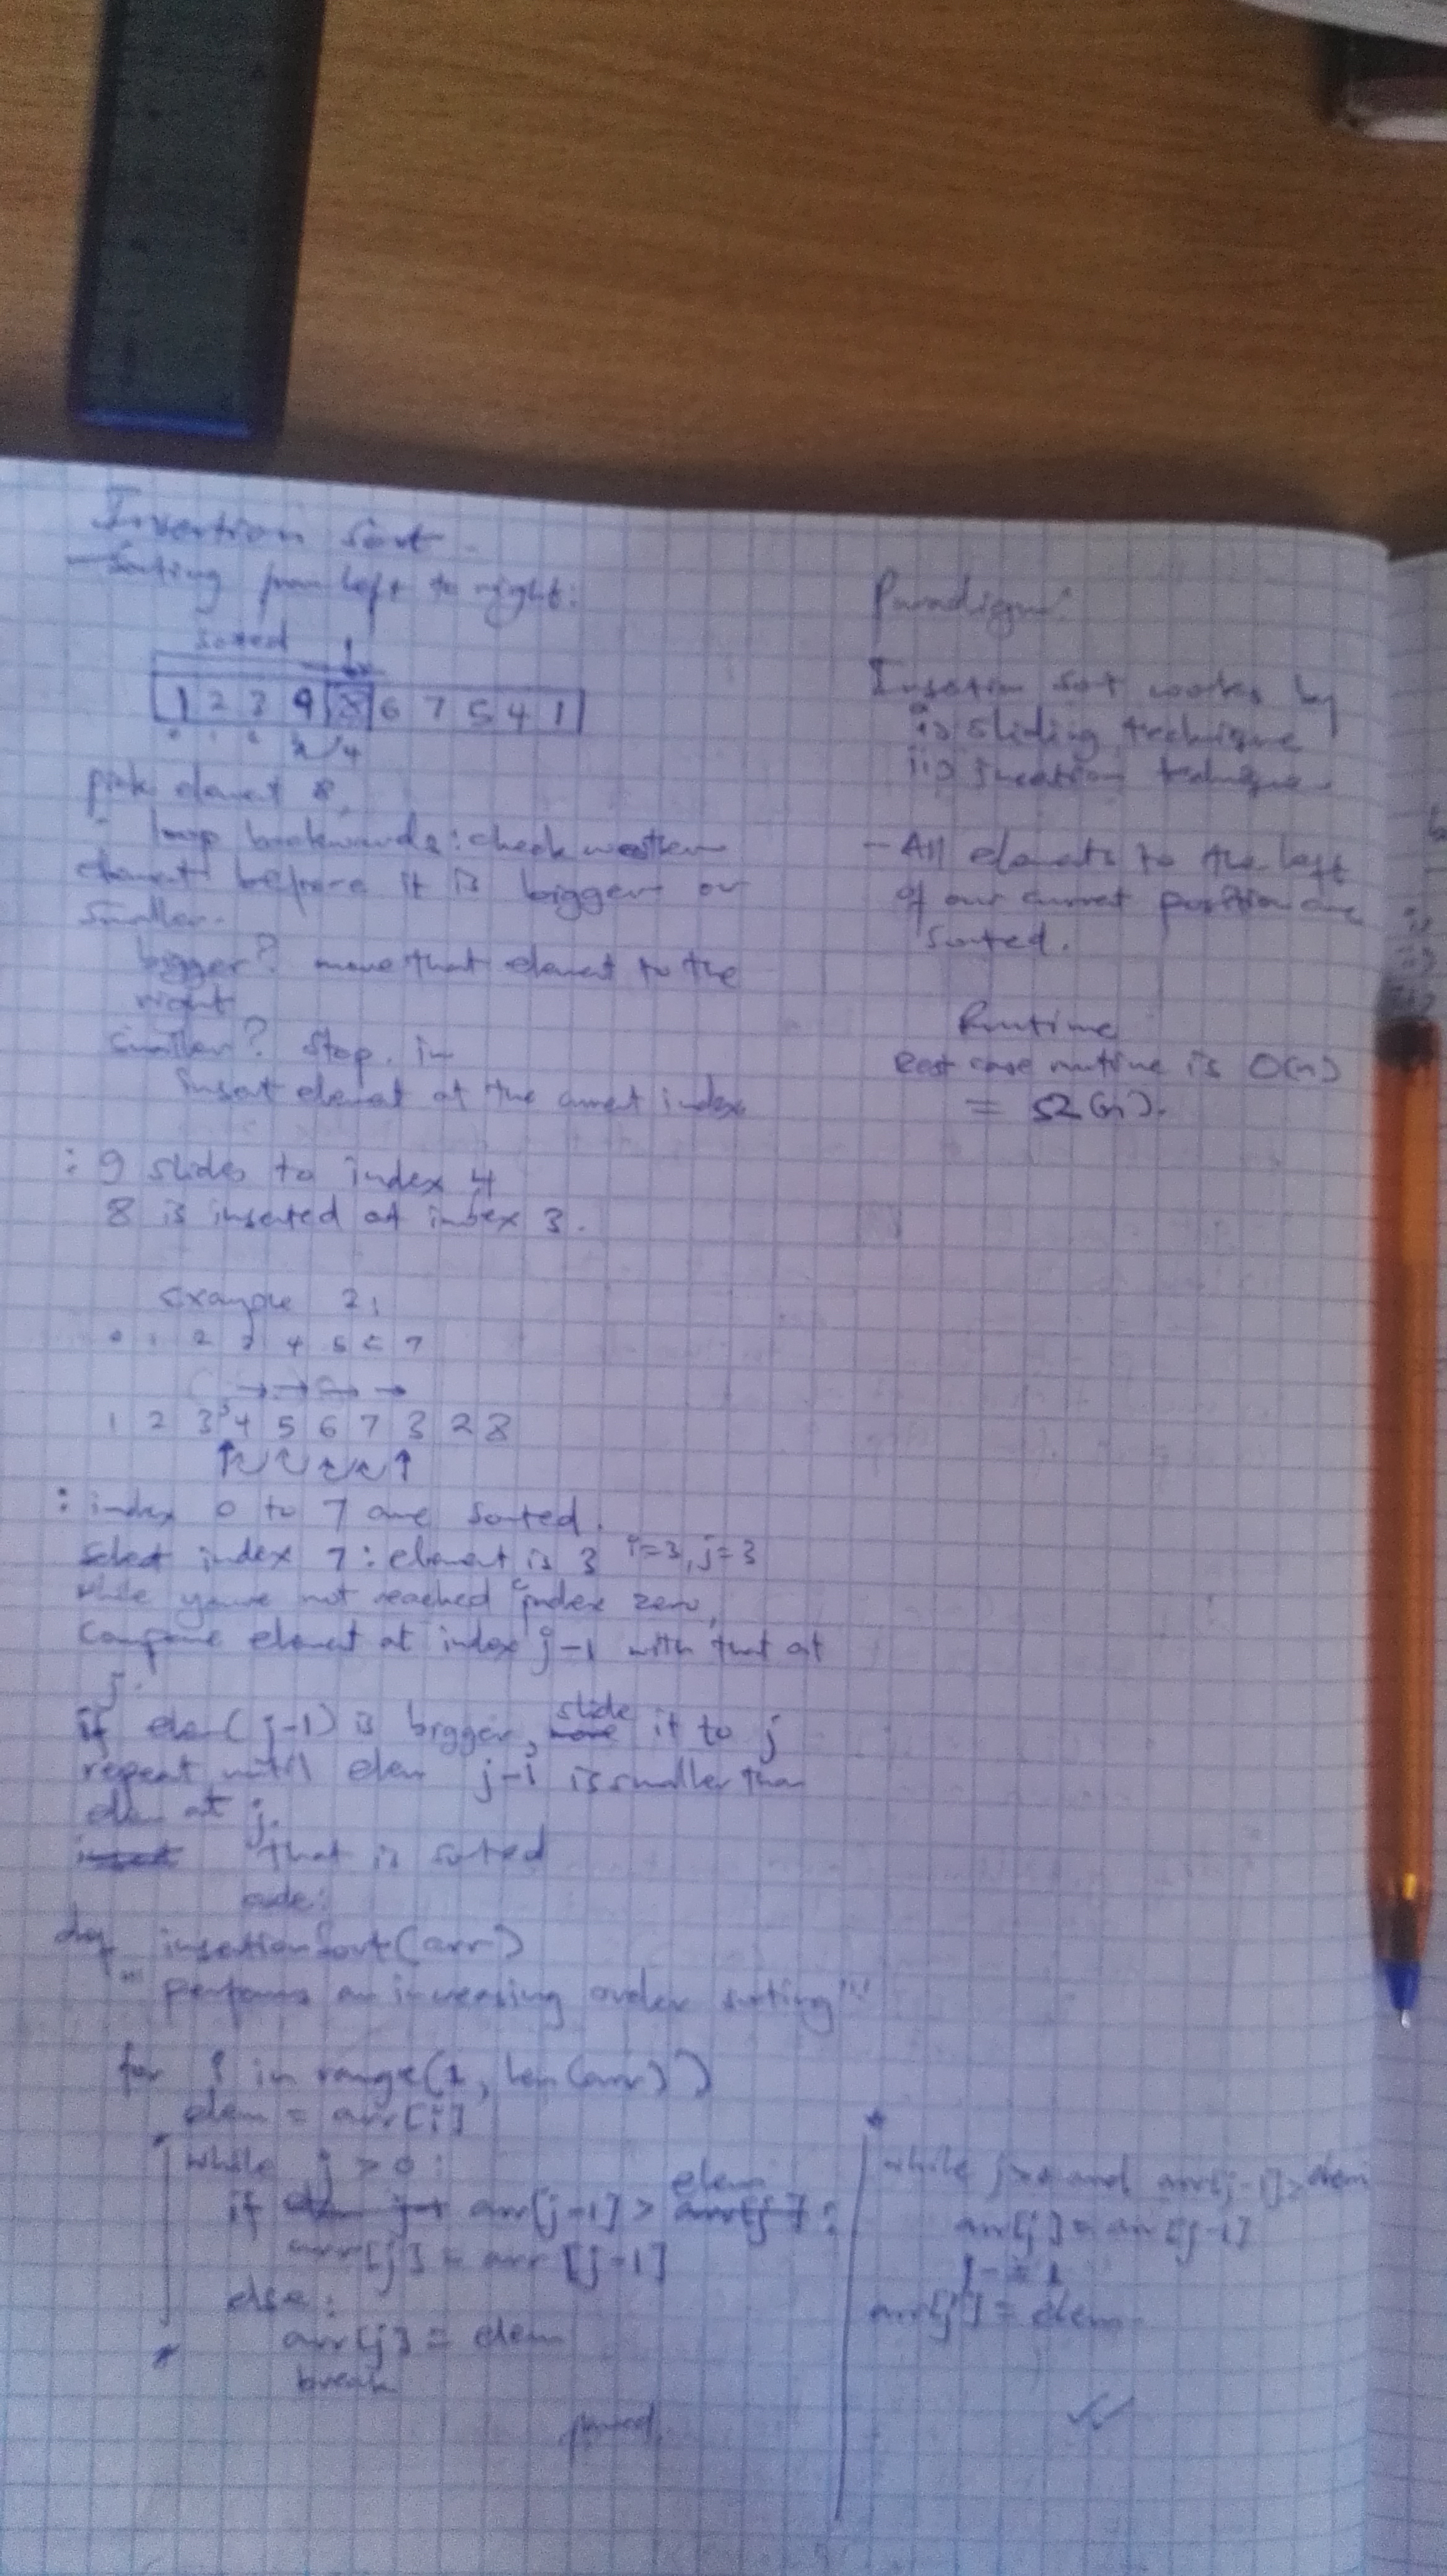 Insertion Sort.
- Sorting from left to right:
Sorted
1 2 3 9 8 6 7 5 4 1
0 1 2 3 4
pick element 8,
loop backwards: check whether
element before it is bigger or
smaller.
bigger? move that element to the
right
smaller? Stop. in
insert element at the current index
: 9 slides to index 4
8 is inserted at index 3.
Example 2:
0 1 2 3 4 5 6 7
1 2 3 4 5 6 7 3 2 8
: index 0 to 7 are sorted.
select index 7: element is 3 i=3, j=3
while you're not reached index zero,
Compare element at index j-1 with that at
j.
if elem(j-1) is bigger, slide it to j
repeat until elem j-1 is smaller than
elem at j.
that is sorted
code:
def insertionSort(arr)
""" performs an increasing order sorting """
for i in range(1, len(arr))
elem = arr[i]
while j > 0:
if arr[j-1] > elem:
arr[j] = arr[j-1]
else:
arr[j] = elem
break
Paradigm:
Insertion sort works by
i) sliding technique
ii) insertion technique
- All elements to the left
of our current position are
sorted.
Runtime
Best case runtime is O(n)
= Ω(n).
while j>0 and arr[j-1] > elem
arr[j] = arr[j-1]
j -= 1
arr[j] = elem